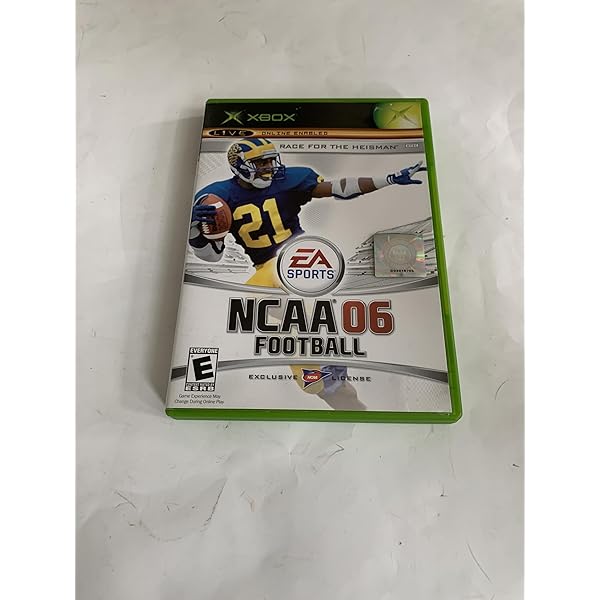 XBOX
LIVE ONLINE ENABLED
RACE FOR THE HEISMAN
21
EA
SPORTS
NCAA 06
FOOTBALL
EXCLUSIVE LICENSE
EVERYONE
E
ESRB
Game Experience May
Change During Online Play